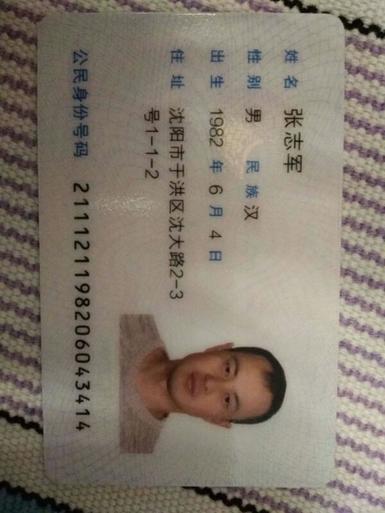 姓名 张志军
性别 男 民族 汉
出生 1982 年 6 月 4 日
住址 沈阳市于洪区沈大路2-3
号1-1-2
公民身份号码 211121198206043414